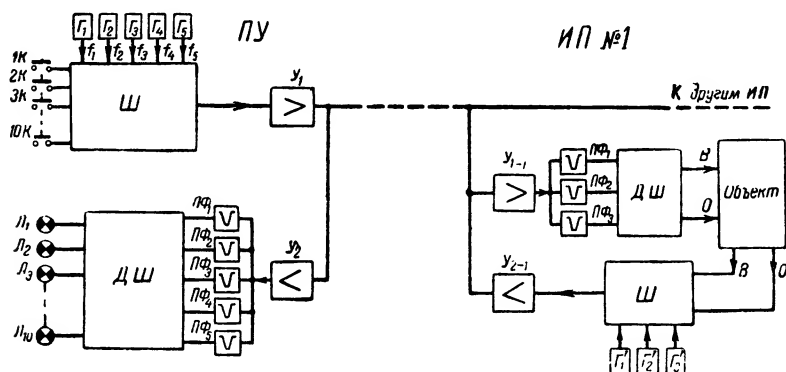 Г₁ Г₂ Г₃ Г₄ Г₅
f₁ f₂ f₃ f₄ f₅
ПУ
ИП №1
1К
2К
3К
10К
Ш
У₁
К другим ИП
У₁₋₁
ПФ₁
ПФ₂
ПФ₃
ДШ
В
О
Объект
В
О
Л₁
Л₂
Л₃
Л₁₀
ДШ
ПФ₁
ПФ₂
ПФ₃
ПФ₄
ПФ₅
У₂
У₂₋₁
Ш
Г₁' Г₂' Г₃'